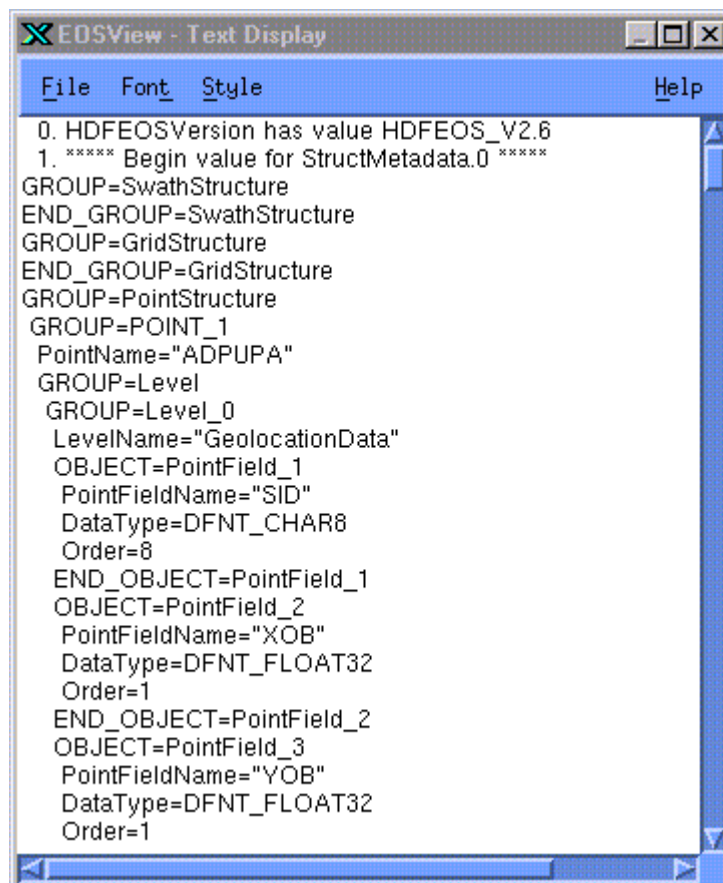 EOSView - Text Display
File Font Style Help
0. HDFEOSVersion has value HDFEOS_V2.6
1. ***** Begin value for StructMetadata.0 *****
GROUP=SwathStructure
END_GROUP=SwathStructure
GROUP=GridStructure
END_GROUP=GridStructure
GROUP=PointStructure
GROUP=POINT_1
PointName="ADPUPA"
GROUP=Level
GROUP=Level_0
LevelName="GeolocationData"
OBJECT=PointField_1
PointFieldName="SID"
DataType=DFNT_CHAR8
Order=8
END_OBJECT=PointField_1
OBJECT=PointField_2
PointFieldName="XOB"
DataType=DFNT_FLOAT32
Order=1
END_OBJECT=PointField_2
OBJECT=PointField_3
PointFieldName="YOB"
DataType=DFNT_FLOAT32
Order=1